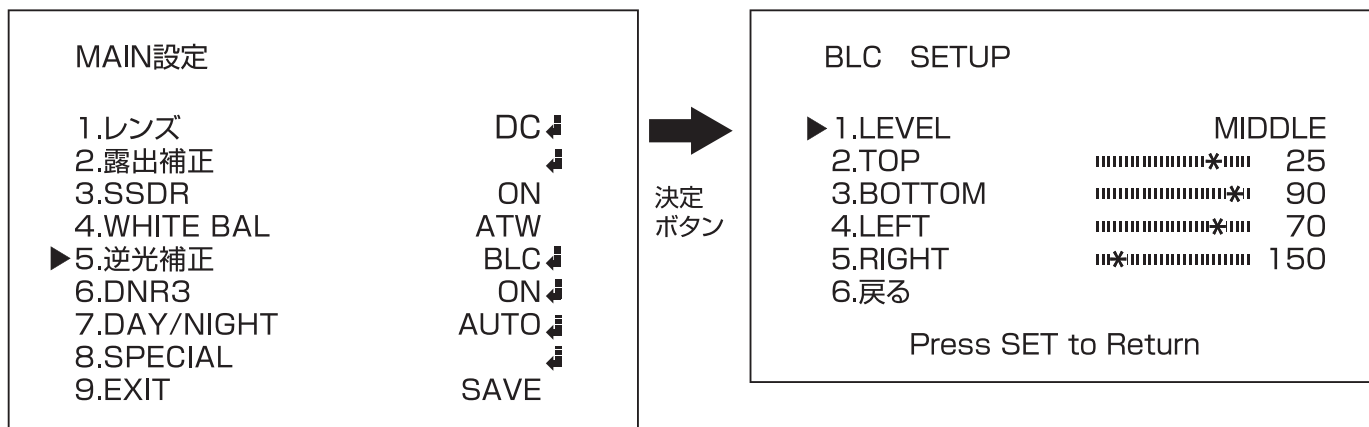 MAIN設定
1.レンズ DC
2.露出補正
3.SSDR ON
4.WHITE BAL ATW
▶5.逆光補正 BLC
6.DNR3 ON
7.DAY/NIGHT AUTO
8.SPECIAL
9.EXIT SAVE
決定
ボタン
BLC SETUP
▶1.LEVEL MIDDLE
2.TOP 25
3.BOTTOM 90
4.LEFT 70
5.RIGHT 150
6.戻る
Press SET to Return